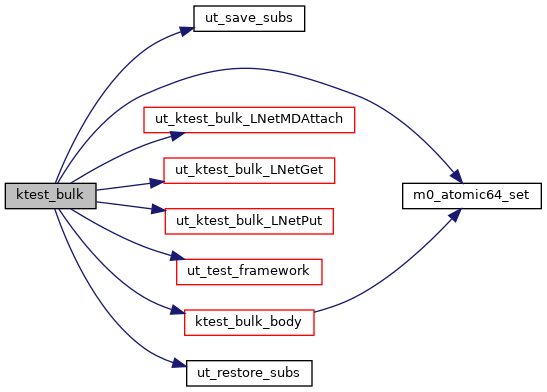 ut_save_subs
ut_ktest_bulk_LNetMDAttach
ut_ktest_bulk_LNetGet
ktest_bulk
m0_atomic64_set
ut_ktest_bulk_LNetPut
ut_test_framework
ktest_bulk_body
ut_restore_subs